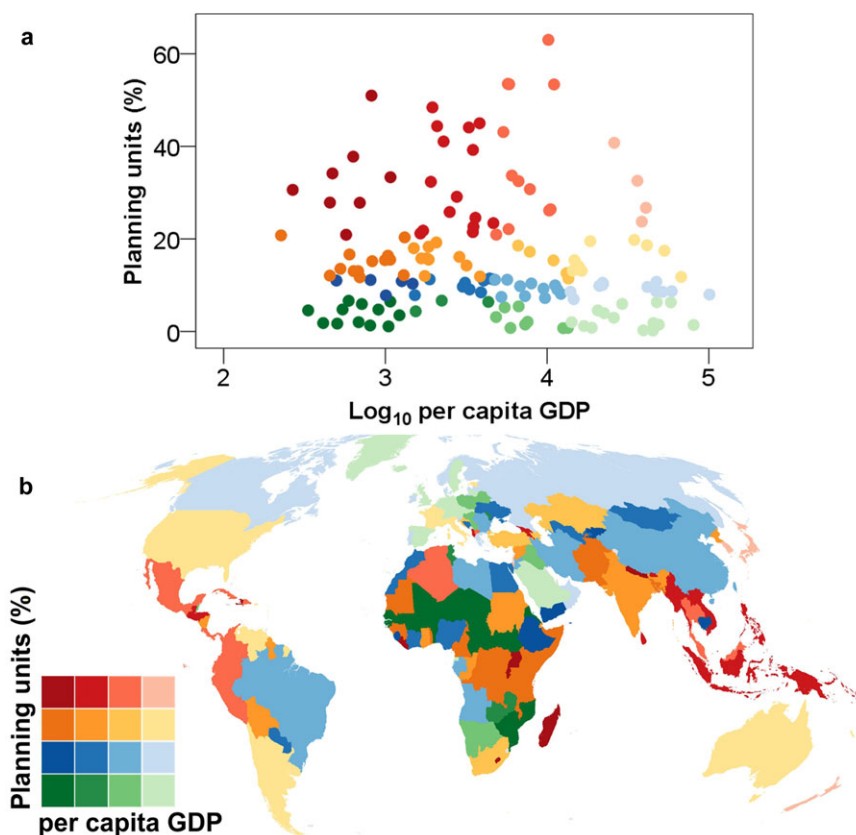 a
Planning units (%)
60
40
20
0
2
3
4
5
Log10 per capita GDP
b
Planning units (%)
per capita GDP